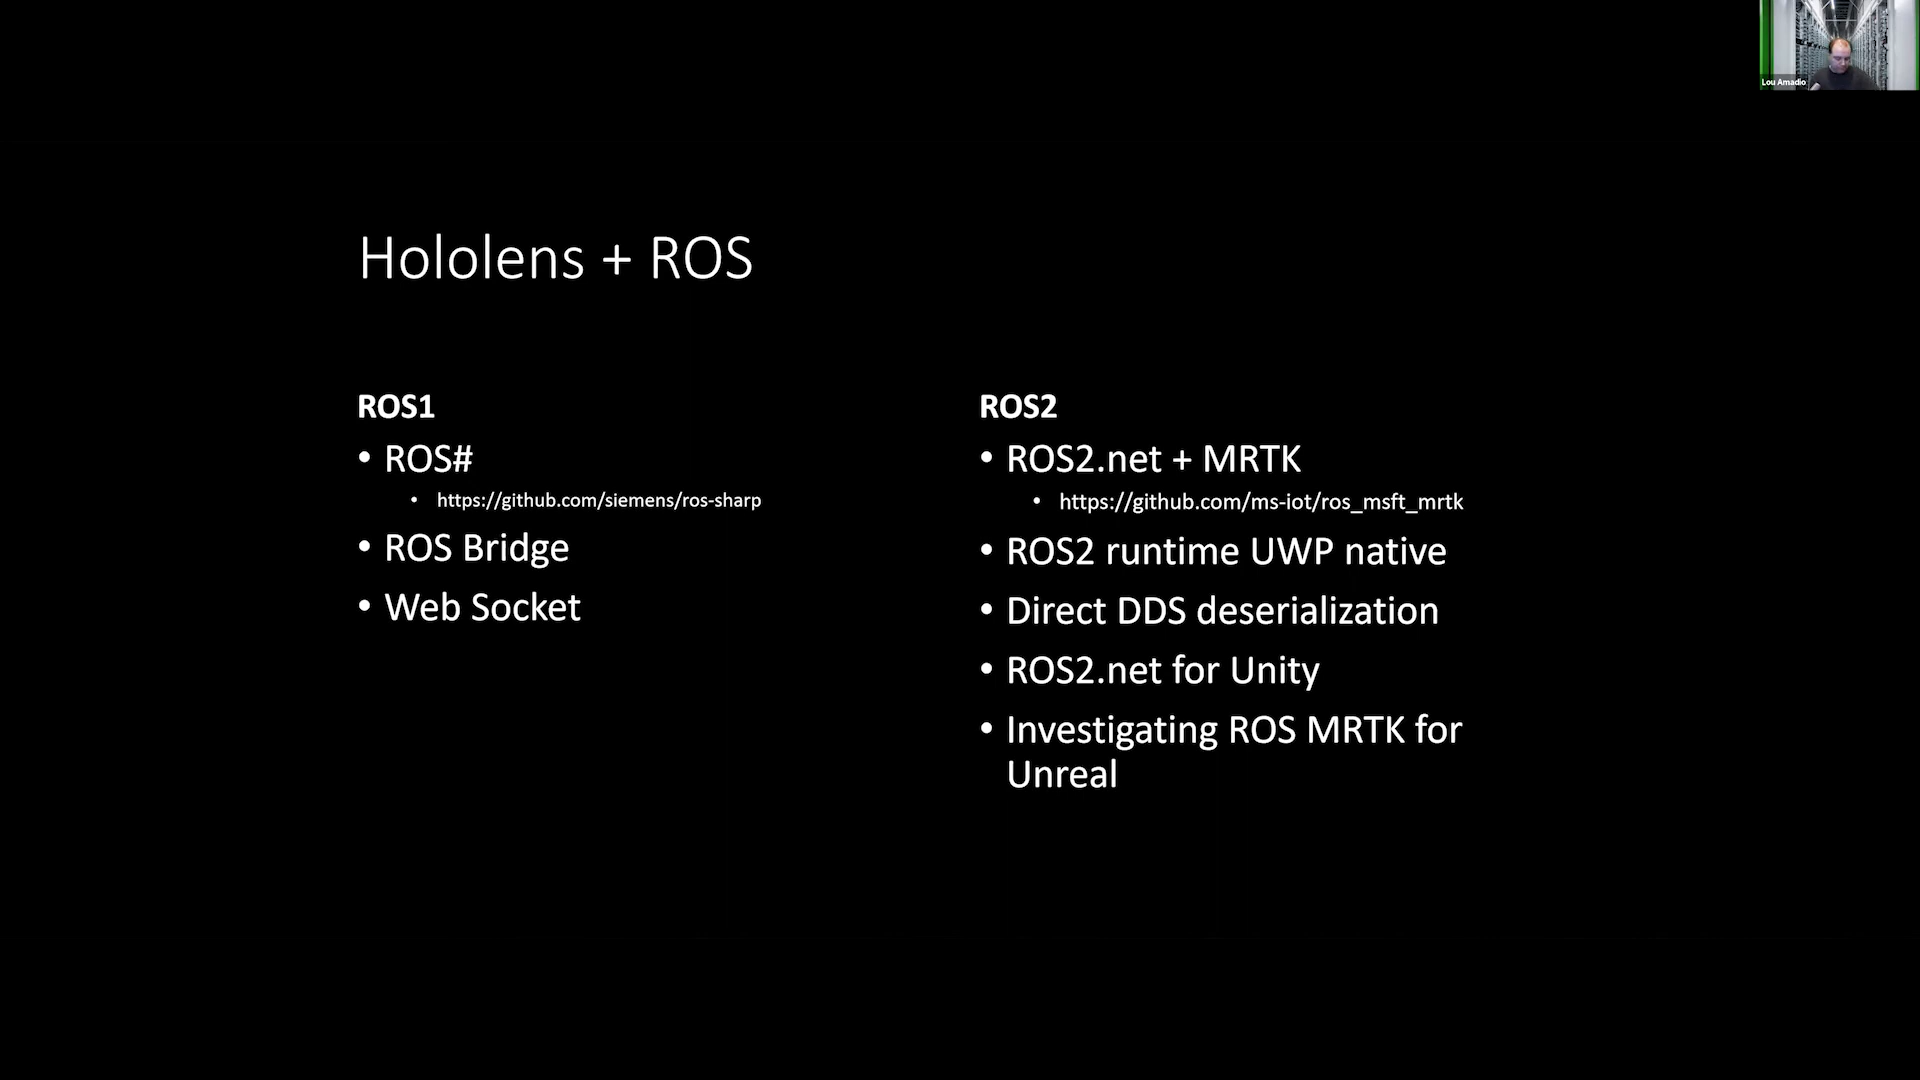 Lou Amadio
Hololens + ROS
ROS1
• ROS#
• https://github.com/siemens/ros-sharp
• ROS Bridge
• Web Socket
ROS2
• ROS2.net + MRTK
• https://github.com/ms-iot/ros_msft_mrtk
• ROS2 runtime UWP native
• Direct DDS deserialization
• ROS2.net for Unity
• Investigating ROS MRTK for
Unreal